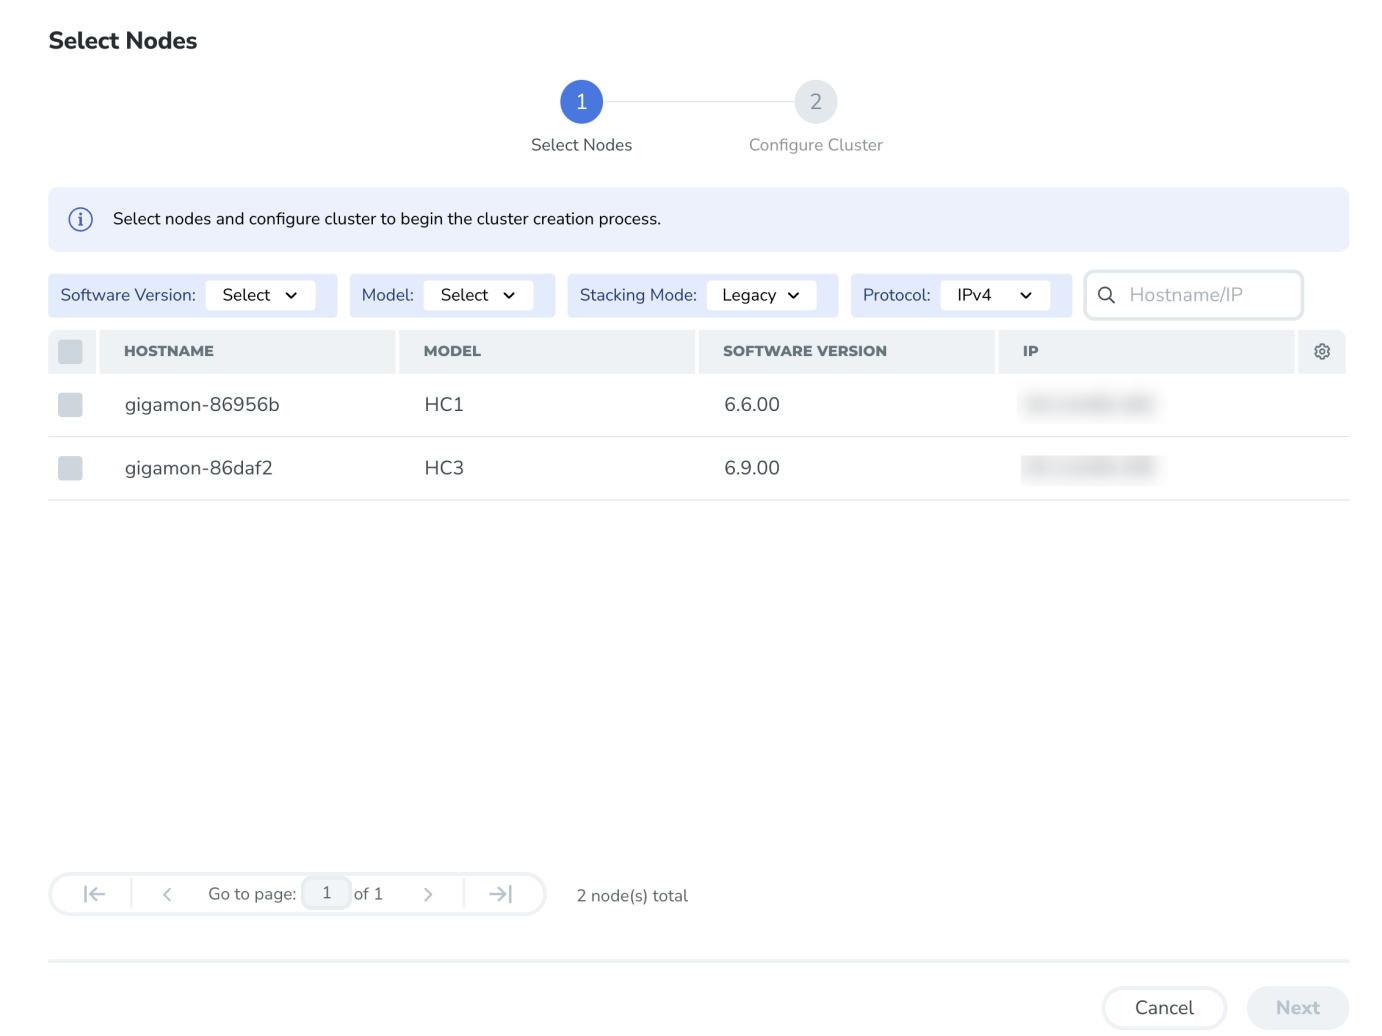 Select Nodes
1 2
Select Nodes Configure Cluster
Select nodes and configure cluster to begin the cluster creation process.
Software Version: Select Model: Select Stacking Mode: Legacy Protocol: IPv4 Hostname/IP
HOSTNAME MODEL SOFTWARE VERSION IP
gigamon-86956b HC1 6.6.00
gigamon-86daf2 HC3 6.9.00
Go to page: 1 of 1 2 node(s) total
Cancel Next